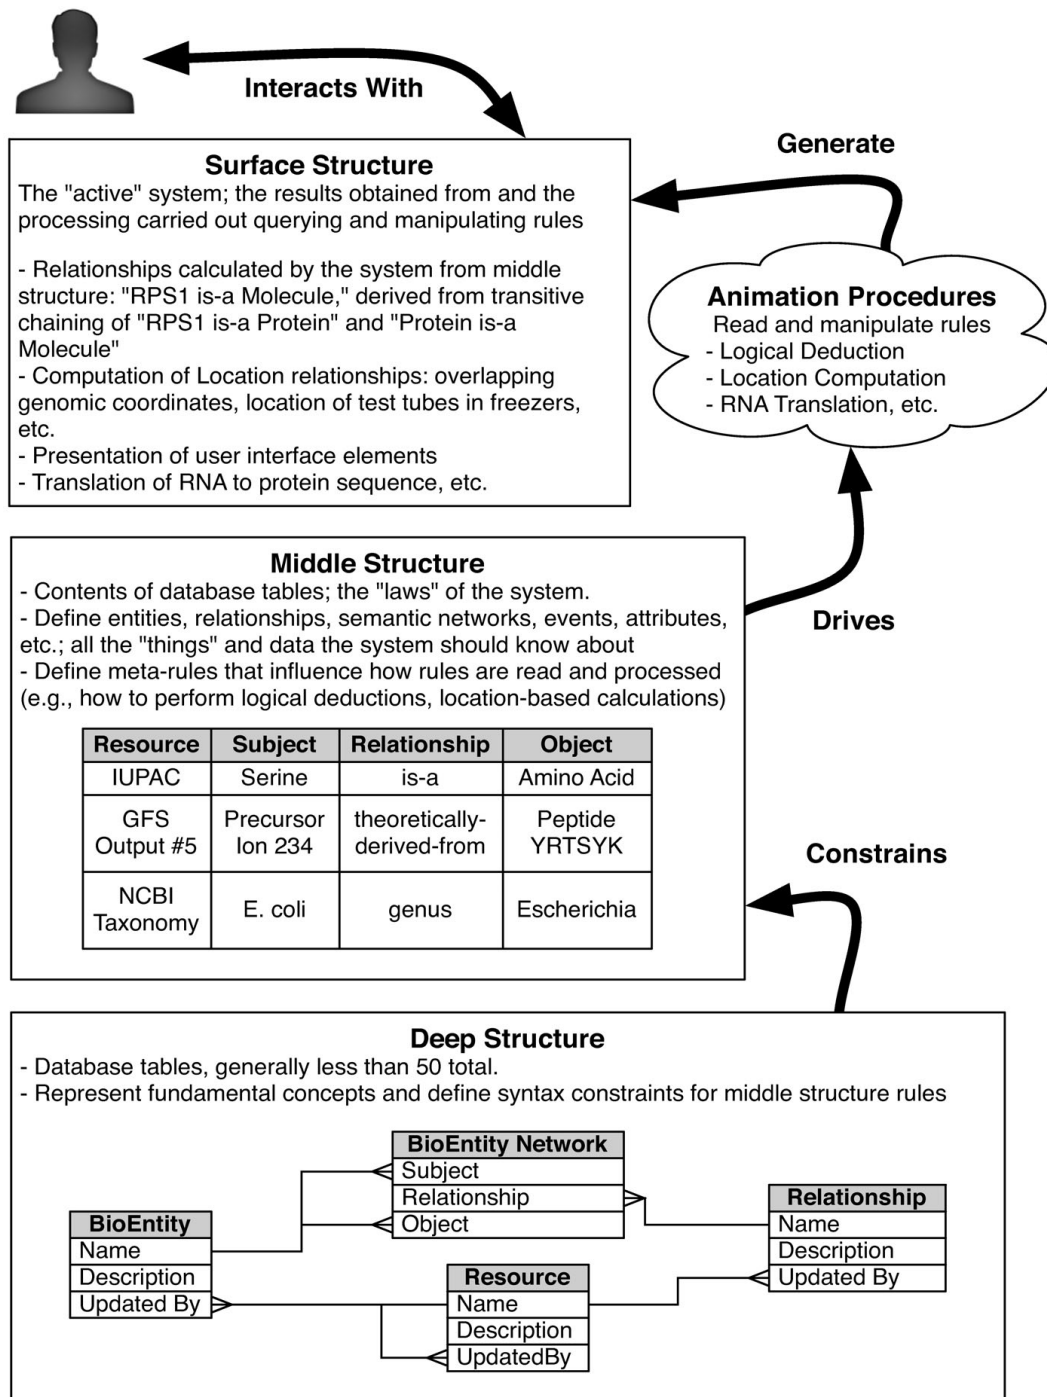 Interacts With
Generate
Surface Structure
The "active" system; the results obtained from and the
processing carried out querying and manipulating rules
- Relationships calculated by the system from middle
structure: "RPS1 is-a Molecule," derived from transitive
chaining of "RPS1 is-a Protein" and "Protein is-a
Molecule"
- Computation of Location relationships: overlapping
genomic coordinates, location of test tubes in freezers,
etc.
- Presentation of user interface elements
- Translation of RNA to protein sequence, etc.
Animation Procedures
Read and manipulate rules
- Logical Deduction
- Location Computation
- RNA Translation, etc.
Drives
Middle Structure
- Contents of database tables; the "laws" of the system.
- Define entities, relationships, semantic networks, events, attributes,
etc.; all the "things" and data the system should know about
- Define meta-rules that influence how rules are read and processed
(e.g., how to perform logical deductions, location-based calculations)
Resource Subject Relationship Object
IUPAC Serine is-a Amino Acid
GFS Precursor theoretically- Peptide
Output #5 Ion 234 derived-from YRTSYK
NCBI
Taxonomy E. coli genus Escherichia
Constrains
Deep Structure
- Database tables, generally less than 50 total.
- Represent fundamental concepts and define syntax constraints for middle structure rules
BioEntity Network
Subject
Relationship
Object
BioEntity
Name
Description
Updated By
Resource
Name
Description
UpdatedBy
Relationship
Name
Description
Updated By